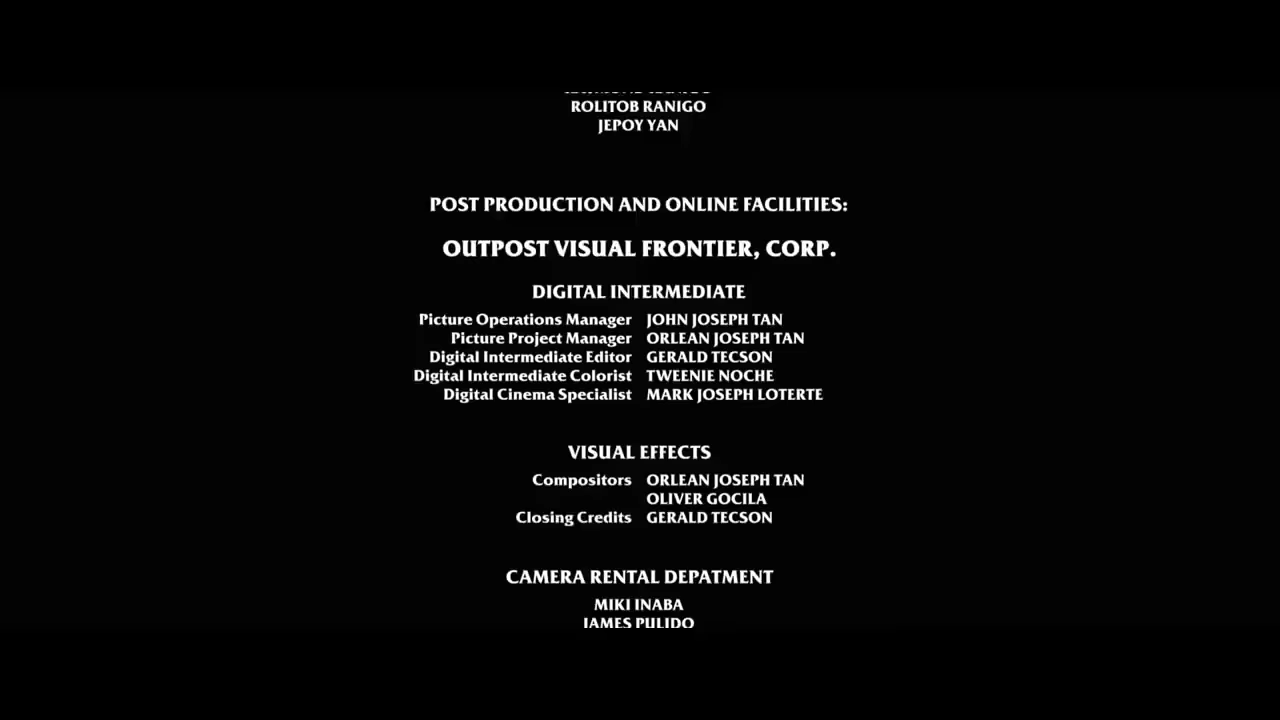 ROLITOB RANIGO
JEPOY YAN
POST PRODUCTION AND ONLINE FACILITIES:
OUTPOST VISUAL FRONTIER, CORP.
DIGITAL INTERMEDIATE
Picture Operations Manager JOHN JOSEPH TAN
Picture Project Manager ORLEAN JOSEPH TAN
Digital Intermediate Editor GERALD TECSON
Digital Intermediate Colorist TWEENIE NOCHE
Digital Cinema Specialist MARK JOSEPH LOTERTE
VISUAL EFFECTS
Compositors ORLEAN JOSEPH TAN
OLIVER GOCILA
Closing Credits GERALD TECSON
CAMERA RENTAL DEPATMENT
MIKI INABA
JAMES PULIDO